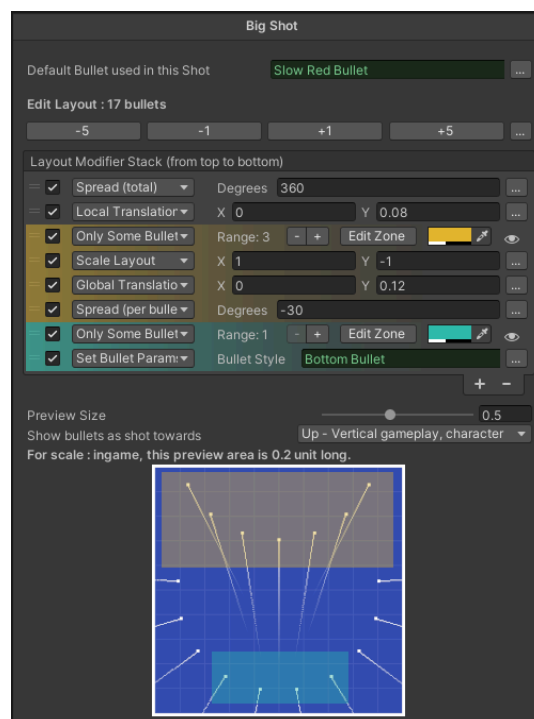 Big Shot
Default Bullet used in this Shot Slow Red Bullet ...
Edit Layout : 17 bullets
-5 -1 +1 +5 ...
Layout Modifier Stack (from top to bottom)
Spread (total) Degrees 360 ...
Local Translation X 0 Y 0.08 ...
Only Some Bullet Range: 3 - + Edit Zone
Scale Layout X 1 Y -1 ...
Global Translatio X 0 Y 0.12 ...
Spread (per bulle Degrees -30 ...
Only Some Bullet Range: 1 - + Edit Zone
Set Bullet Params Bullet Style Bottom Bullet ...
+ -
Preview Size 0.5
Show bullets as shot towards Up - Vertical gameplay, character
For scale : ingame, this preview area is 0.2 unit long.